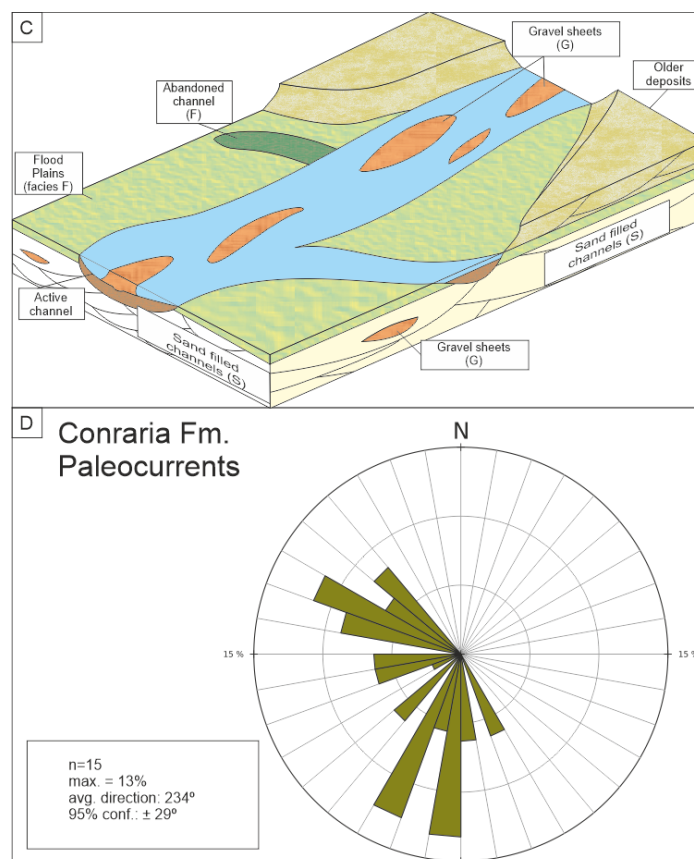 C
Gravel sheets
(G)
Older
deposits
Abandoned
channel
(F)
Flood
Plains
(facies F)
Sand filled
channels (S)
Active
channel
Sand filled
channels (S)
Gravel sheets
(G)
D
Conraria Fm.
Paleocurrents
N
15 %
15 %
n=15
max. = 13%
avg. direction: 234º
95% conf.: ± 29º